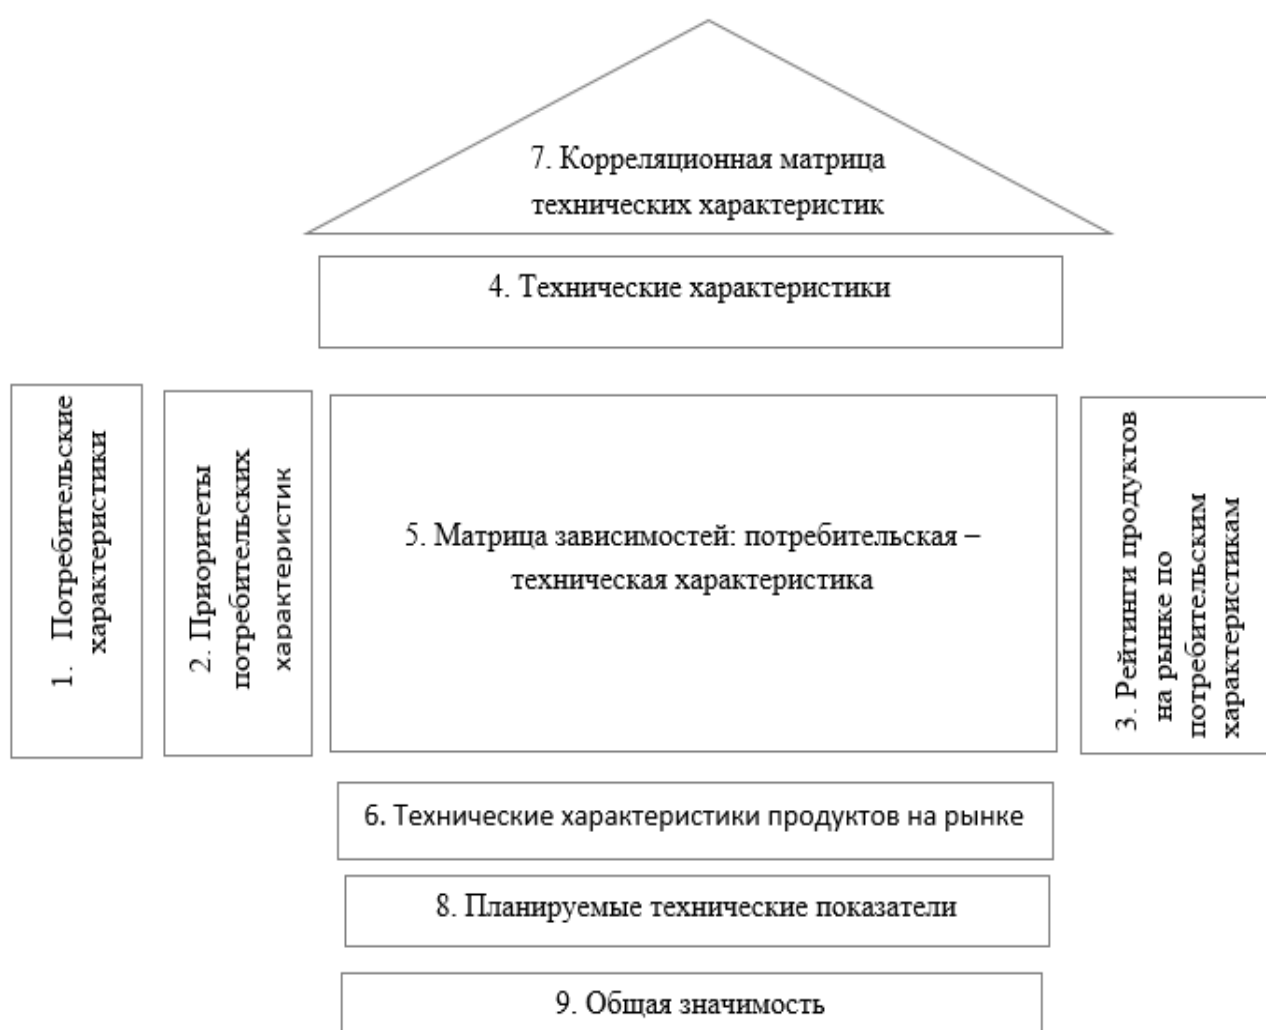 7. Корреляционная матрица
технических характеристик
4. Технические характеристики
1. Потребительские
характеристики
2. Приоритеты
потребительских
характеристик
5. Матрица зависимостей: потребительская –
техническая характеристика
3. Рейтинги продуктов
на рынке по
потребительским
характеристикам
6. Технические характеристики продуктов на рынке
8. Планируемые технические показатели
9. Общая значимость